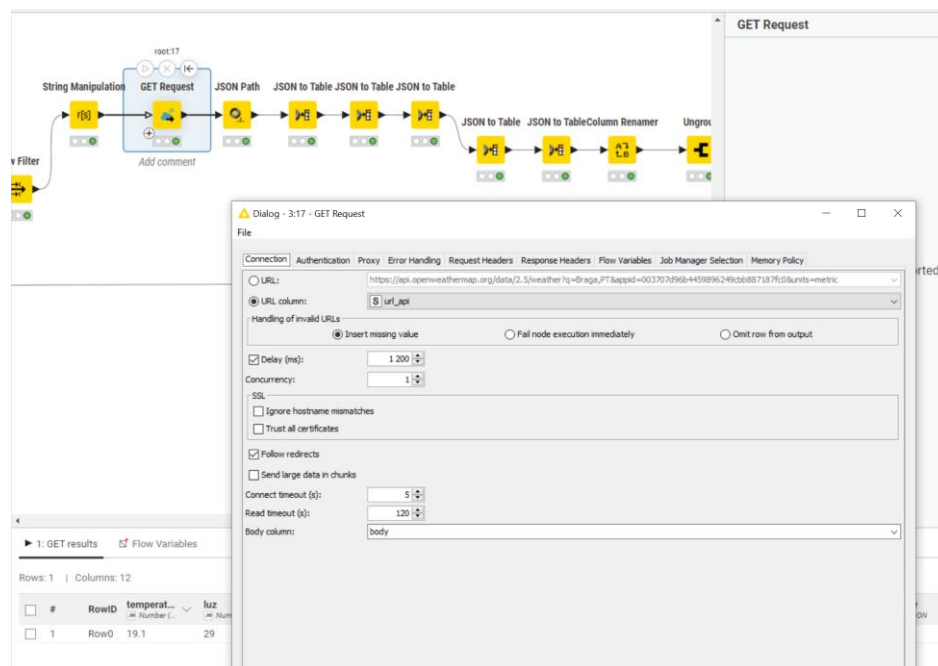 GET Request
root:17
String Manipulation GET Request JSON Path JSON to Table JSON to Table JSON to Table
JSON to Table JSON to Table Column Renamer
Filter
Add comment
Dialog - 3:17 - GET Request
File
Connection Authentication Proxy Error Handling Request Headers Response Headers Flow Variables Job Manager Selection Memory Policy
URL: https://api.openweathermap.org/data/2.5/weather?q=Braga,PT&appid=003707d96b4459896249cbb887187fc0&units=metric
URL column: S url_api
Handling of invalid URLs
Insert missing value Fail node execution immediately Omit row from output
Delay (ms): 1 200
Concurrency: 1
SSL
Ignore hostname mismatches
Trust all certificates
Follow redirects
Send large data in chunks
Connect timeout (s): 5
Read timeout (s): 120
Body column: body
1: GET results Flow Variables
Rows: 1 | Columns: 12
# RowID temperat... luz
Number (...
1 Row0 19.1 29